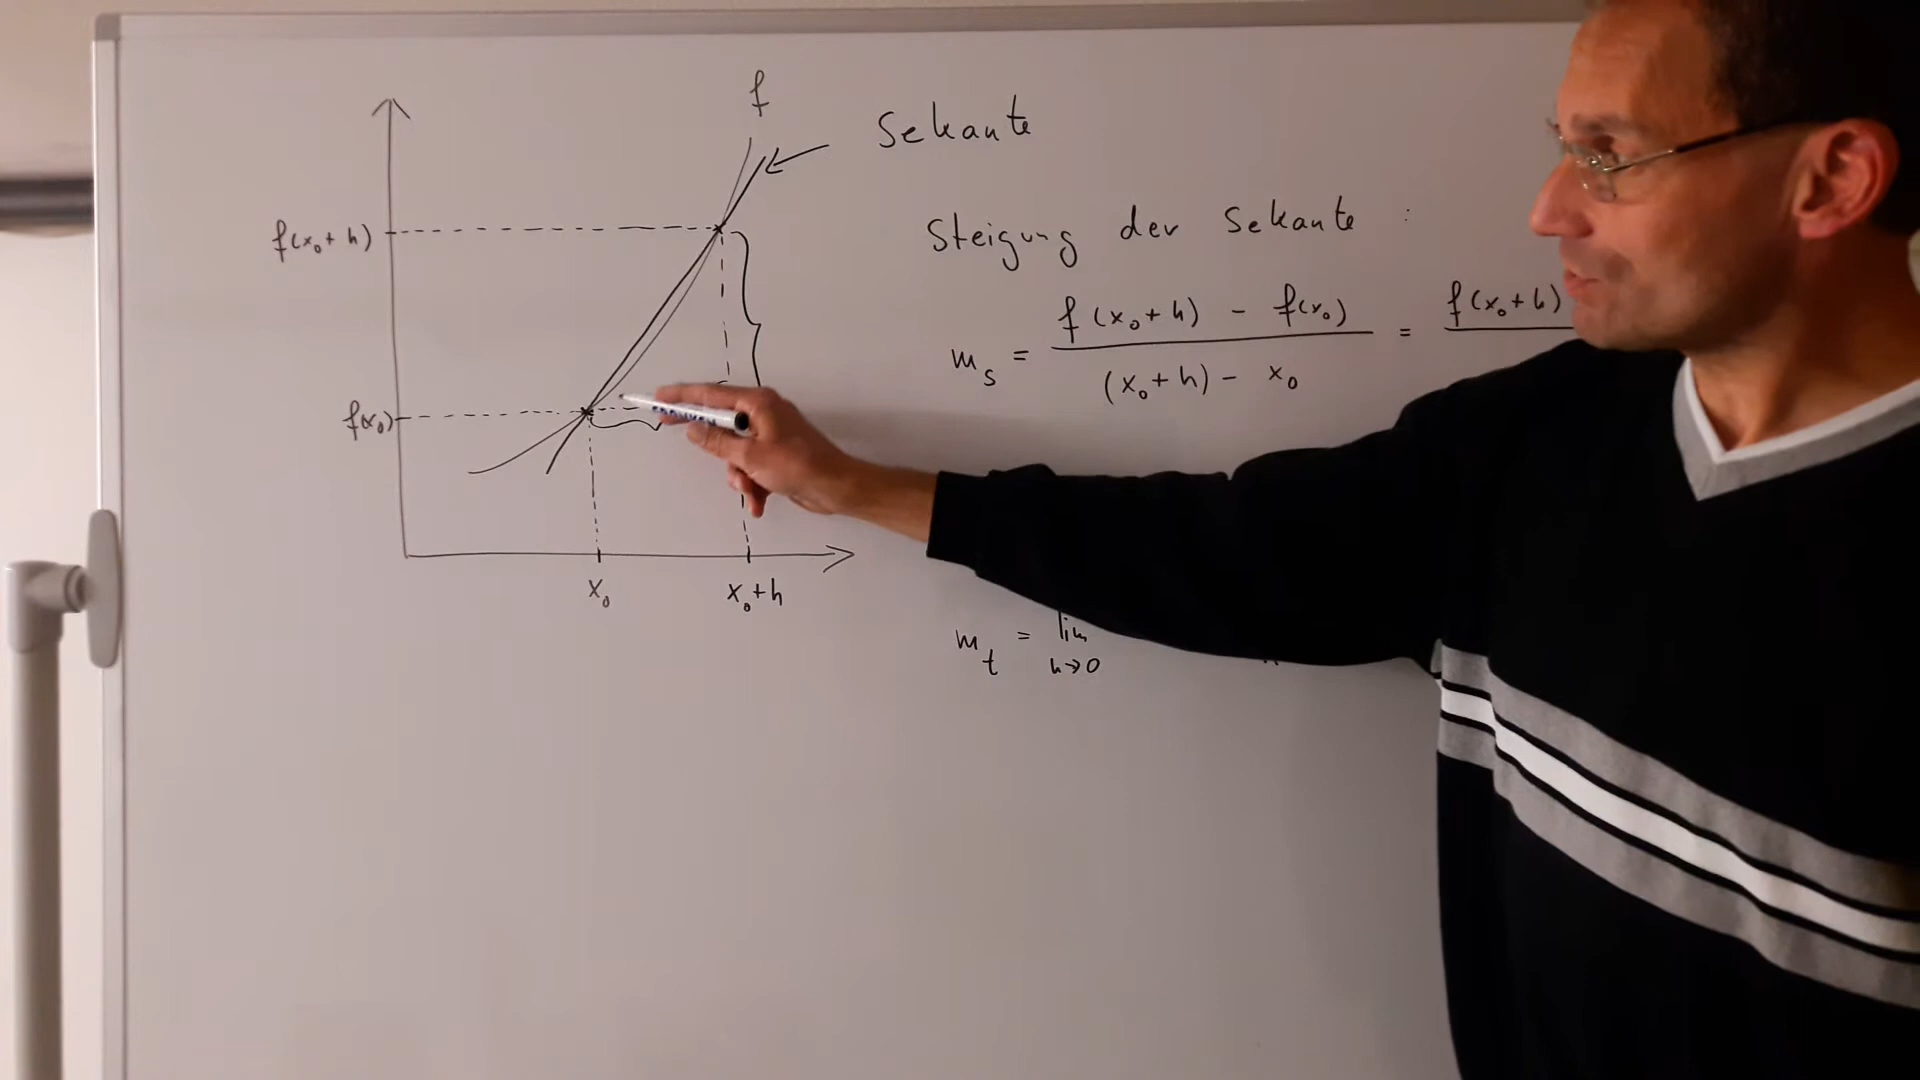 f
Sekante
f(x₀+h)
Steigung der Sekante :
m_s = (f(x₀+h) - f(x₀)) / ((x₀+h) - x₀) = f(x₀+h)
f(x₀)
x₀ x₀+h
m_t = lim h→0